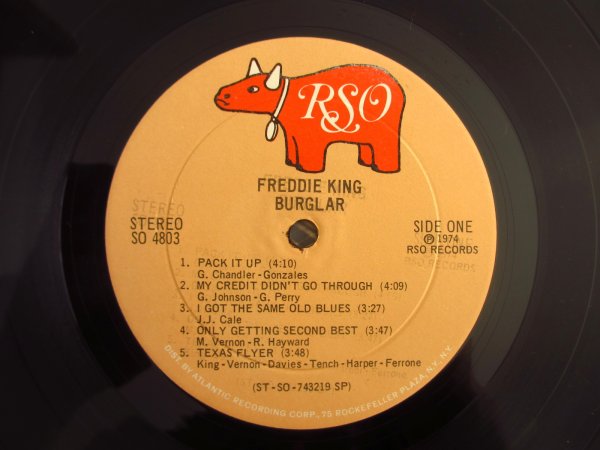 RSO
FREDDIE KING
BURGLAR
STEREO
SO 4803
SIDE ONE
℗ 1974
RSO RECORDS
1. PACK IT UP (4:10)
G. Chandler-Gonzales
2. MY CREDIT DIDN'T GO THROUGH (4:09)
G. Johnson-G. Perry
3. I GOT THE SAME OLD BLUES (3:27)
J.J. Cale
4. ONLY GETTING SECOND BEST (3:47)
M. Vernon-R. Hayward
5. TEXAS FLYER (3:48)
King-Vernon-Davies-Tench-Harper-Ferrone
(ST-SO-743219 SP)
DIST. BY ATLANTIC RECORDING CORP., 75 ROCKEFELLER PLAZA, N.Y. N.Y.